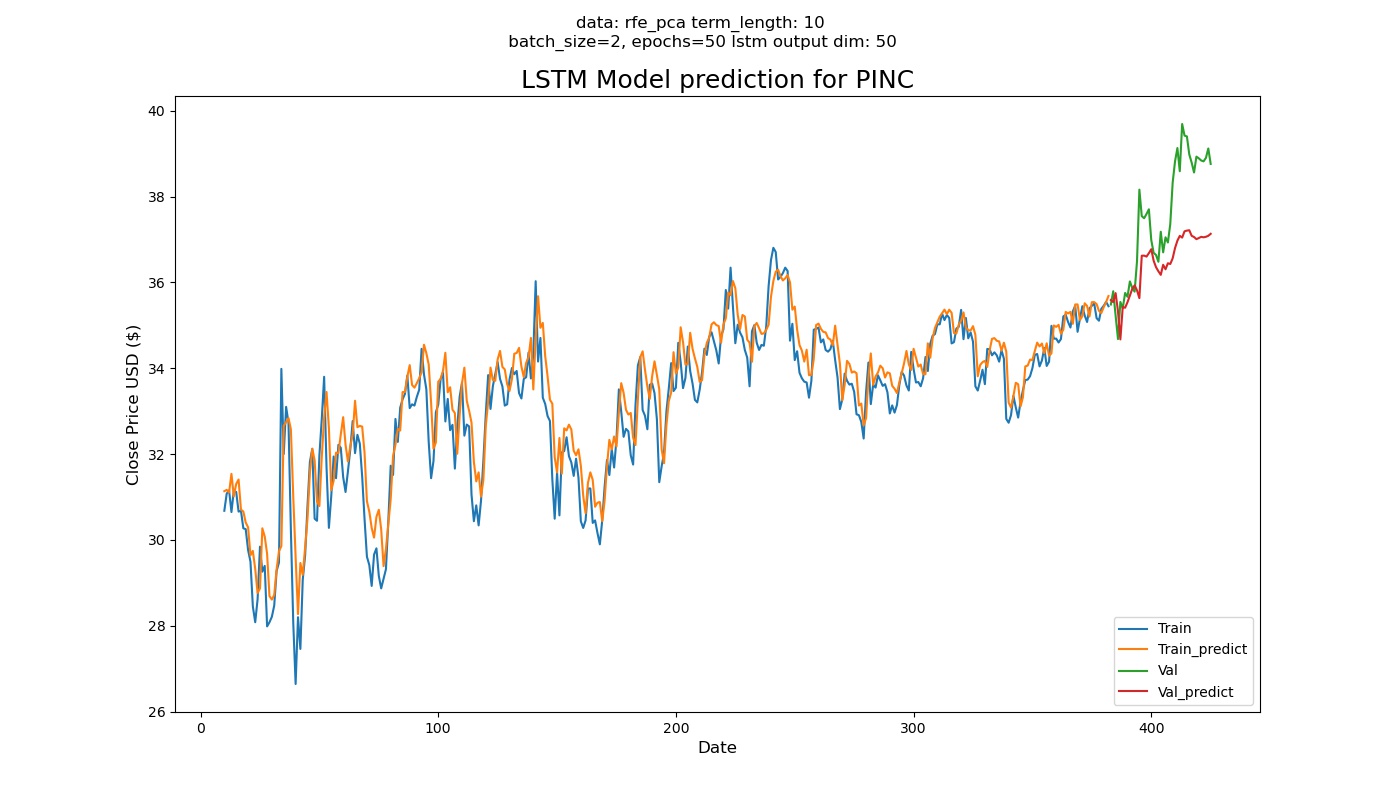 data: rfe_pca term_length: 10
batch_size=2, epochs=50 lstm output dim: 50
LSTM Model prediction for PINC
Close Price USD ($)
40
38
36
34
32
30
28
26
0 100 200 300 400
Date
Train
Train_predict
Val
Val_predict